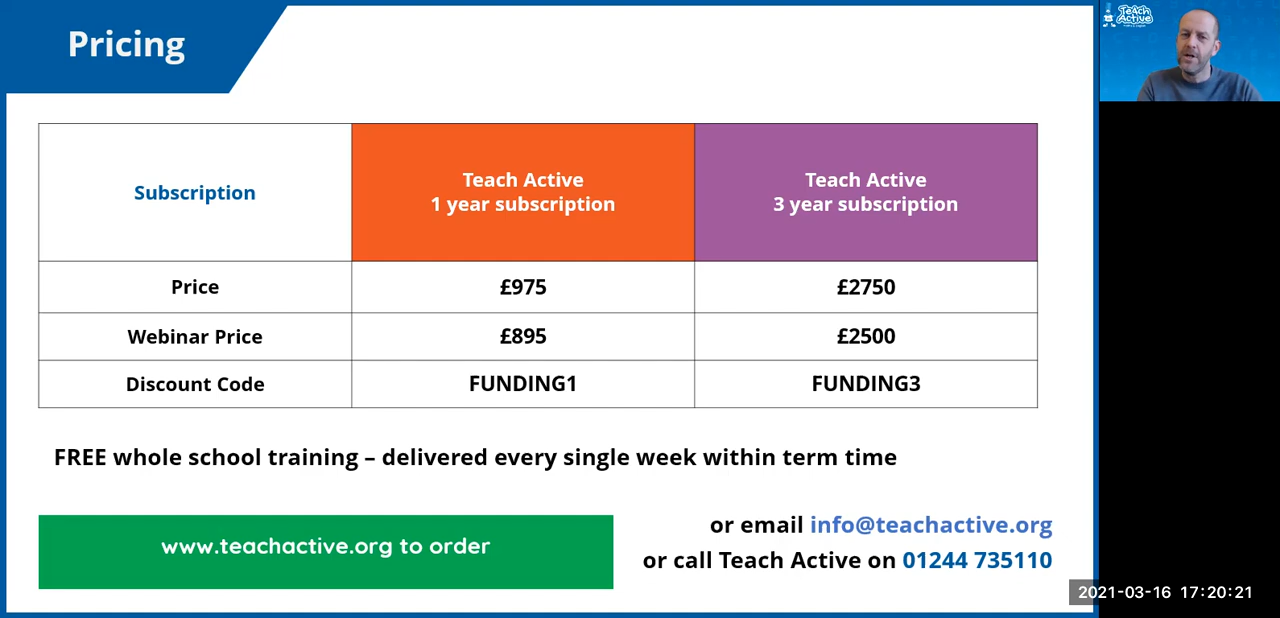 Pricing
Teach
Active
Subscription
Teach Active
1 year subscription
Teach Active
3 year subscription
Price
£975
£2750
Webinar Price
£895
£2500
Discount Code
FUNDING1
FUNDING3
FREE whole school training – delivered every single week within term time
www.teachactive.org to order
or email info@teachactive.org
or call Teach Active on 01244 735110
2021-03-16 17:20:21